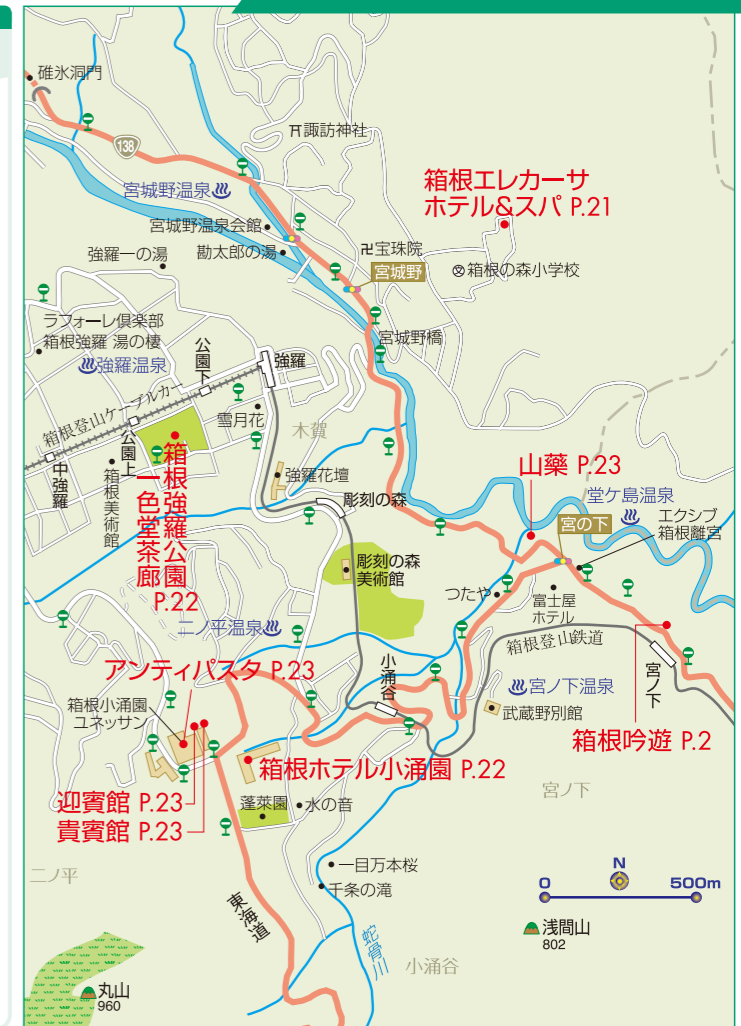 碓氷洞門
138
諏訪神社
宮城野温泉
箱根エレカーサ
ホテル&スパ P.21
宮城野温泉会館
勘太郎の湯
宝珠院
宮城野
箱根の森小学校
強羅一の湯
ラフォーレ倶楽部
箱根強羅 湯の棲
強羅温泉
公園下
強羅
宮城野橋
箱根登山ケーブルカー
雪月花
木賀
公園上
中強羅
箱根美術館
箱根強羅公園
一色堂茶廊
P.22
強羅花壇
彫刻の森
山藥 P.23
堂ケ島温泉
宮の下
エクシブ
箱根離宮
彫刻の森
美術館
つたや
富士屋
ホテル
二ノ平温泉
箱根登山鉄道
アンティパスタ P.23
小涌谷
宮ノ下
宮ノ下温泉
箱根小涌園
ユネッサン
武蔵野別館
箱根吟遊 P.2
箱根ホテル小涌園 P.22
迎賓館 P.23
貴賓館 P.23
蓬莱園
水の音
宮ノ下
二ノ平
一目万本桜
千条の滝
N
0
500m
東海道
蛇骨川
浅間山
802
小涌谷
丸山
960